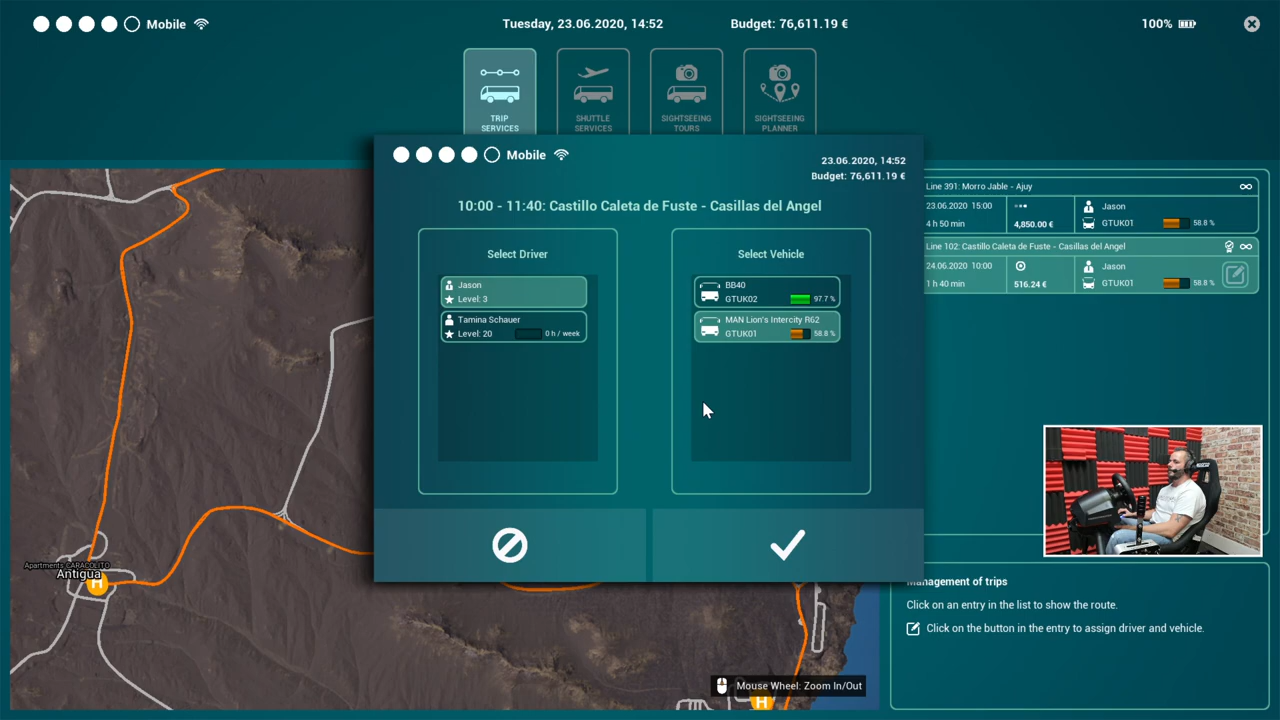 Mobile
Tuesday, 23.06.2020, 14:52
Budget: 76,611.19 €
100%
TRIP
SERVICES
SHUTTLE
SERVICES
SIGHTSEEING
TOURS
SIGHTSEEING
PLANNER
Mobile
23.06.2020, 14:52
Budget: 76,611.19 €
10:00 - 11:40: Castillo Caleta de Fuste - Casillas del Angel
Select Driver
Jason
Level: 3
Tamina Schauer
Level: 20
0 h / week
Select Vehicle
BB40
GTUK02
97.7 %
MAN Lion's Intercity R62
GTUK01
58.8 %
Line 391: Morro Jable - Ajuy
23.06.2020 15:00
4 h 50 min
4,850.00 €
Jason
GTUK01
58.8 %
Line 102: Castillo Caleta de Fuste - Casillas del Angel
24.06.2020 10:00
1 h 40 min
516.24 €
Jason
GTUK01
58.8 %
Apartments CARACOLITO
Antigua
H
Management of trips
Click on an entry in the list to show the route.
Click on the button in the entry to assign driver and vehicle.
Mouse Wheel: Zoom In/Out
H